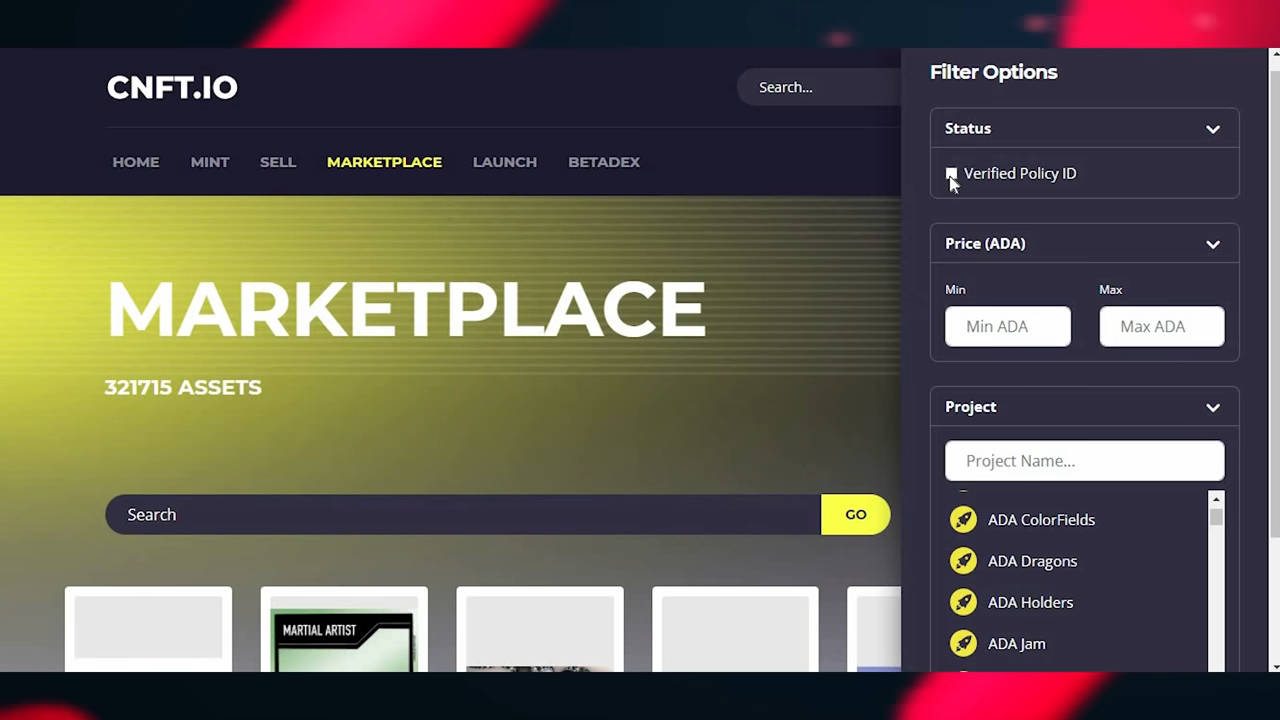 CNFT.IO
Search...
HOME MINT SELL MARKETPLACE LAUNCH BETADEX
MARKETPLACE
321715 ASSETS
Search GO
MARTIAL ARTIST
Filter Options
Status
Verified Policy ID
Price (ADA)
Min Max
Min ADA Max ADA
Project
Project Name...
ADA ColorFields
ADA Dragons
ADA Holders
ADA Jam